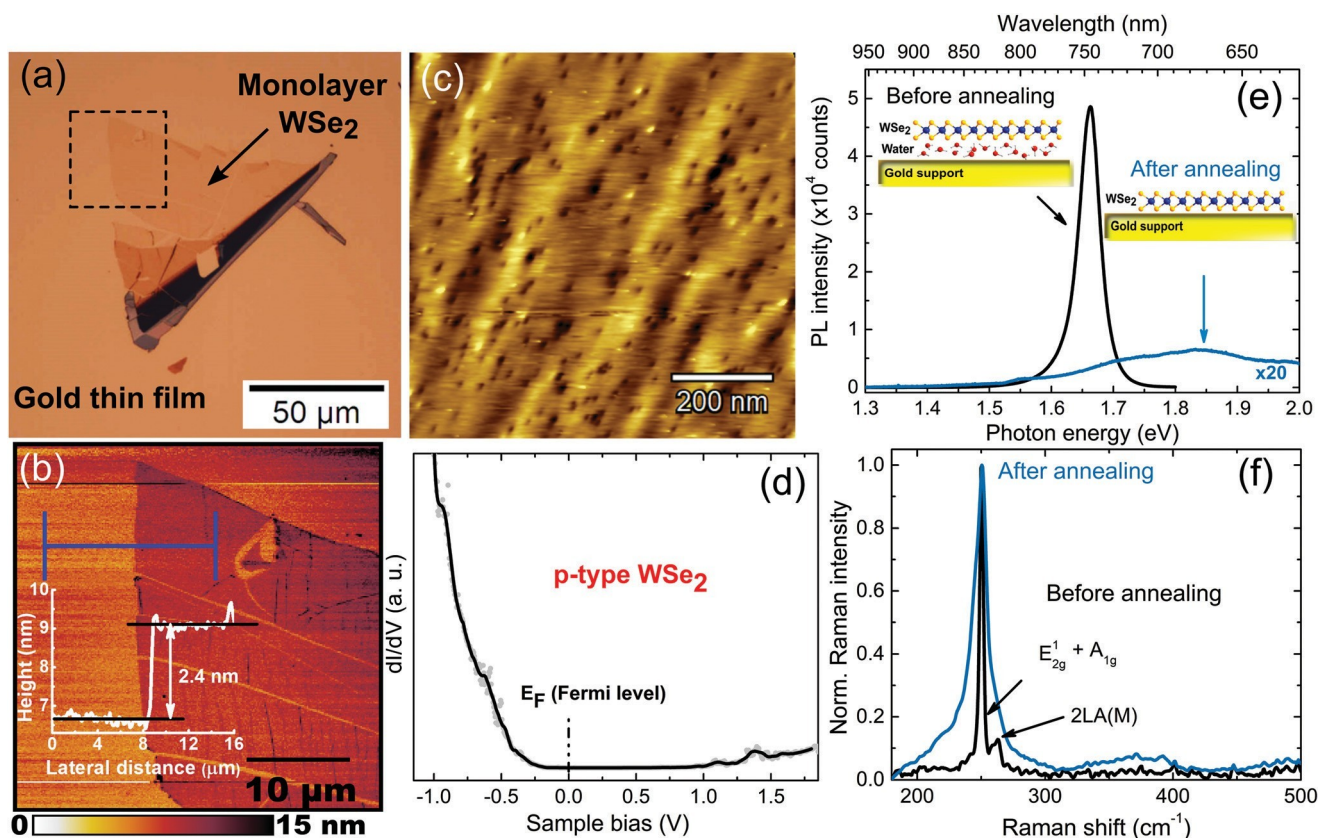 (a)
Monolayer
WSe₂
Gold thin film
50 µm
(b)
10
9
8
7
Height (nm)
2.4 nm
0 4 8 12 16
Lateral distance (µm)
10 µm
0 15 nm
(c)
200 nm
(d)
p-type WSe₂
E_F (Fermi level)
dI/dV (a. u.)
-1.0 -0.5 0.0 0.5 1.0 1.5
Sample bias (V)
Wavelength (nm)
950 900 850 800 750 700 650
(e)
Before annealing
WSe₂
Water
Gold support
After annealing
WSe₂
Gold support
x20
PL intensity (x10⁴ counts)
5
4
3
2
1
0
1.3 1.4 1.5 1.6 1.7 1.8 1.9 2.0
Photon energy (eV)
(f)
After annealing
Before annealing
E¹₂g + A₁g
2LA(M)
Norm. Raman intensity
1.0
0.8
0.6
0.4
0.2
0.0
200 300 400 500
Raman shift (cm⁻¹)